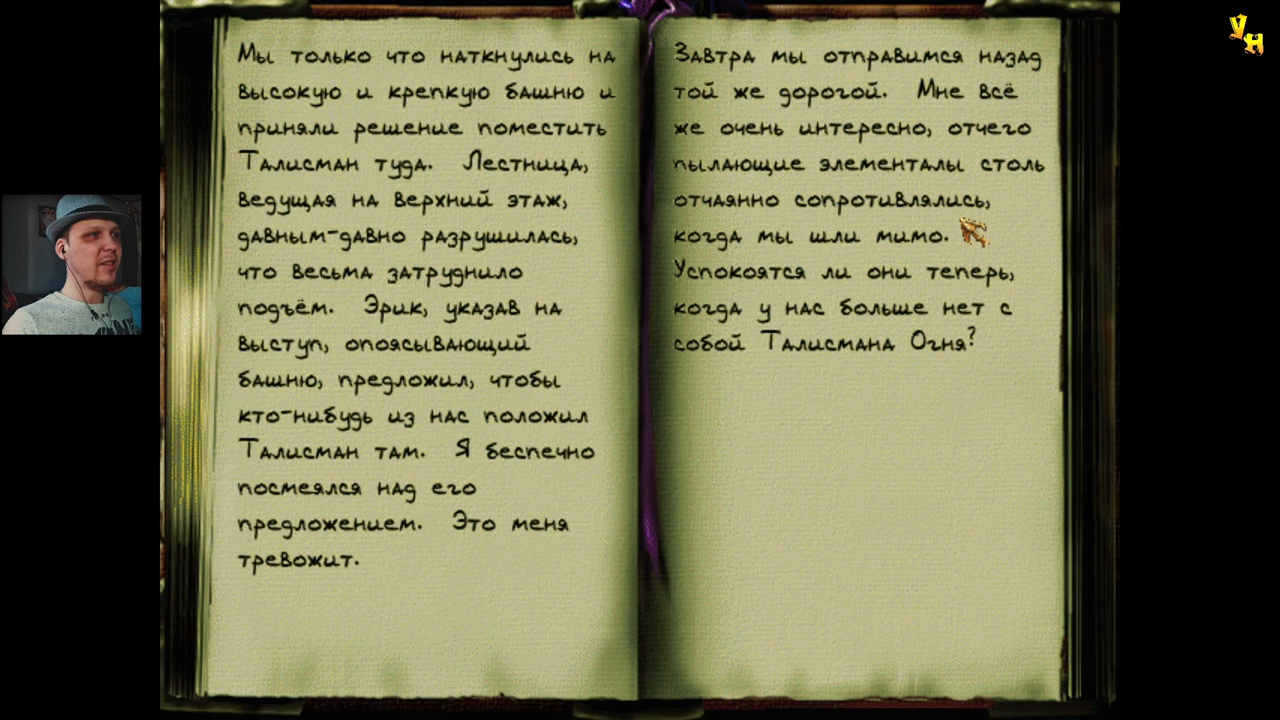 Мы только что наткнулись на
высокую и крепкую башню и
приняли решение поместить
Талисман туда. Лестница,
ведущая на верхний этаж,
давным-давно разрушилась,
что весьма затруднило
подъём. Эрик, указав на
выступ, опоясывающий
башню, предложил, чтобы
кто-нибудь из нас положил
Талисман там. Я беспечно
посмеялся над его
предложением. Это меня
тревожит.
Завтра мы отправимся назад
той же дорогой. Мне всё
же очень интересно, отчего
пылающие элементалы столь
отчаянно сопротивлялись,
когда мы шли мимо.
Успокоятся ли они теперь,
когда у нас больше нет с
собой Талисмана Огня?
УН